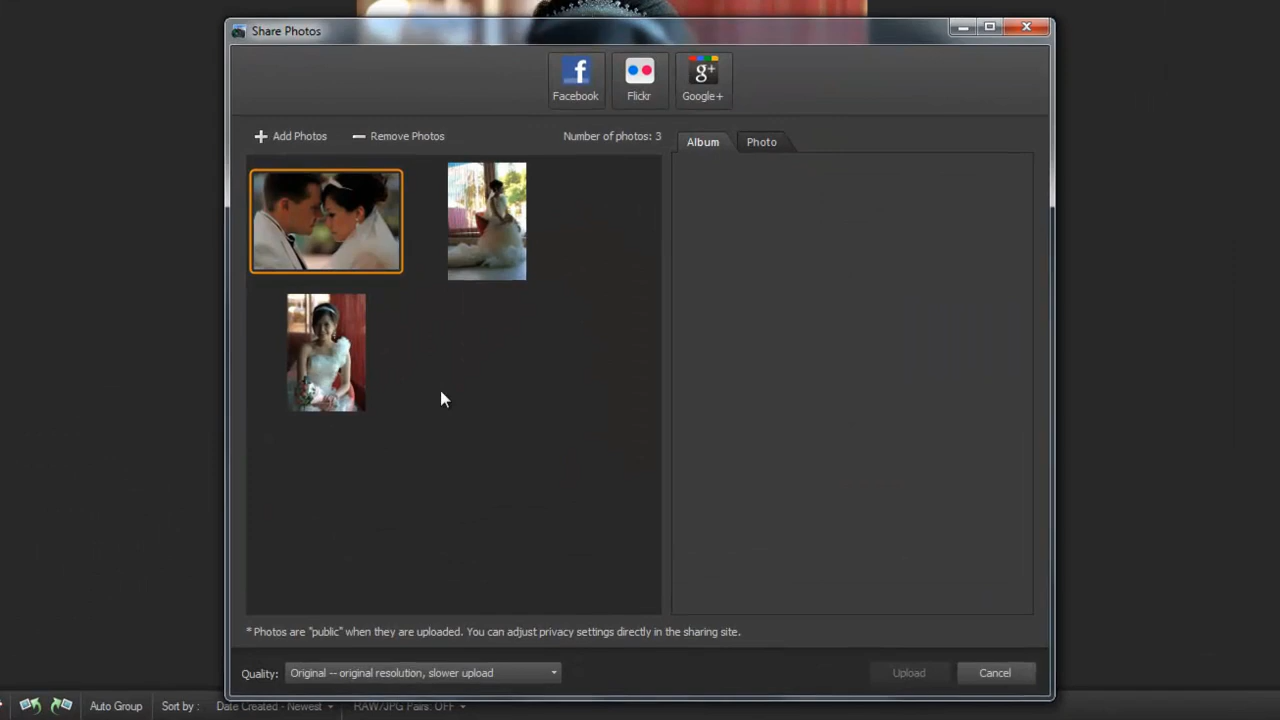 Share Photos
f
g+
Facebook
Flickr
Google+
Add Photos
Remove Photos
Number of photos: 3
Album
Photo
* Photos are "public" when they are uploaded. You can adjust privacy settings directly in the sharing site.
Quality:
Original -- original resolution, slower upload
Upload
Cancel
Auto Group
Sort by :
Date Created - Newest
RAW/JPG Pairs: OFF